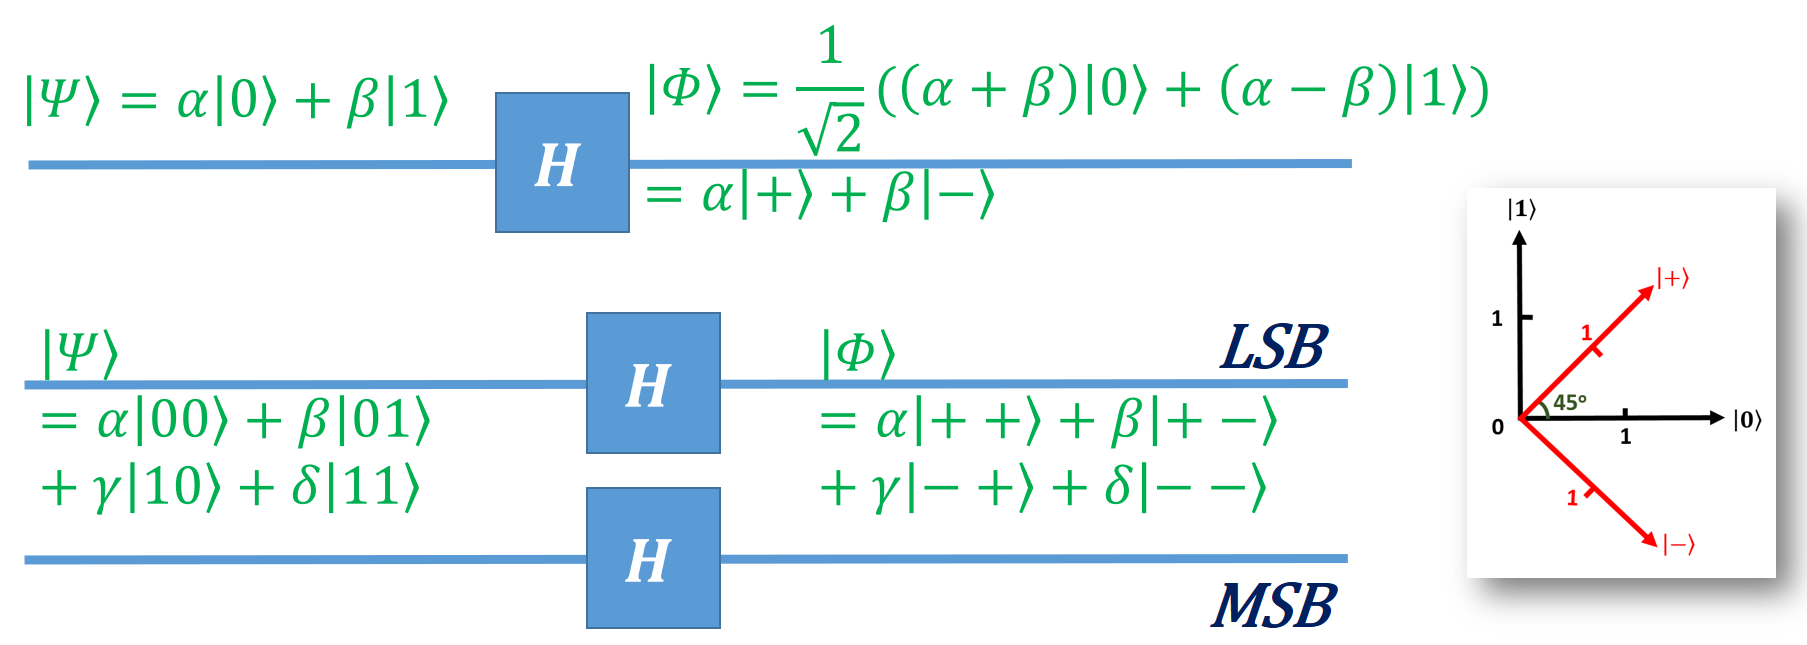 |Ψ⟩ = α|0⟩ + β|1⟩
H
|Φ⟩ = 1/√2 ((α + β)|0⟩ + (α − β)|1⟩)
= α|+⟩ + β|−⟩
|Ψ⟩
= α|00⟩ + β|01⟩
+ γ|10⟩ + δ|11⟩
H
H
|Φ⟩
= α|+ +⟩ + β|+ −⟩
+ γ|− +⟩ + δ|− −⟩
LSB
MSB
|1⟩
|+⟩
1
1
45°
|0⟩
0
1
1
|−⟩